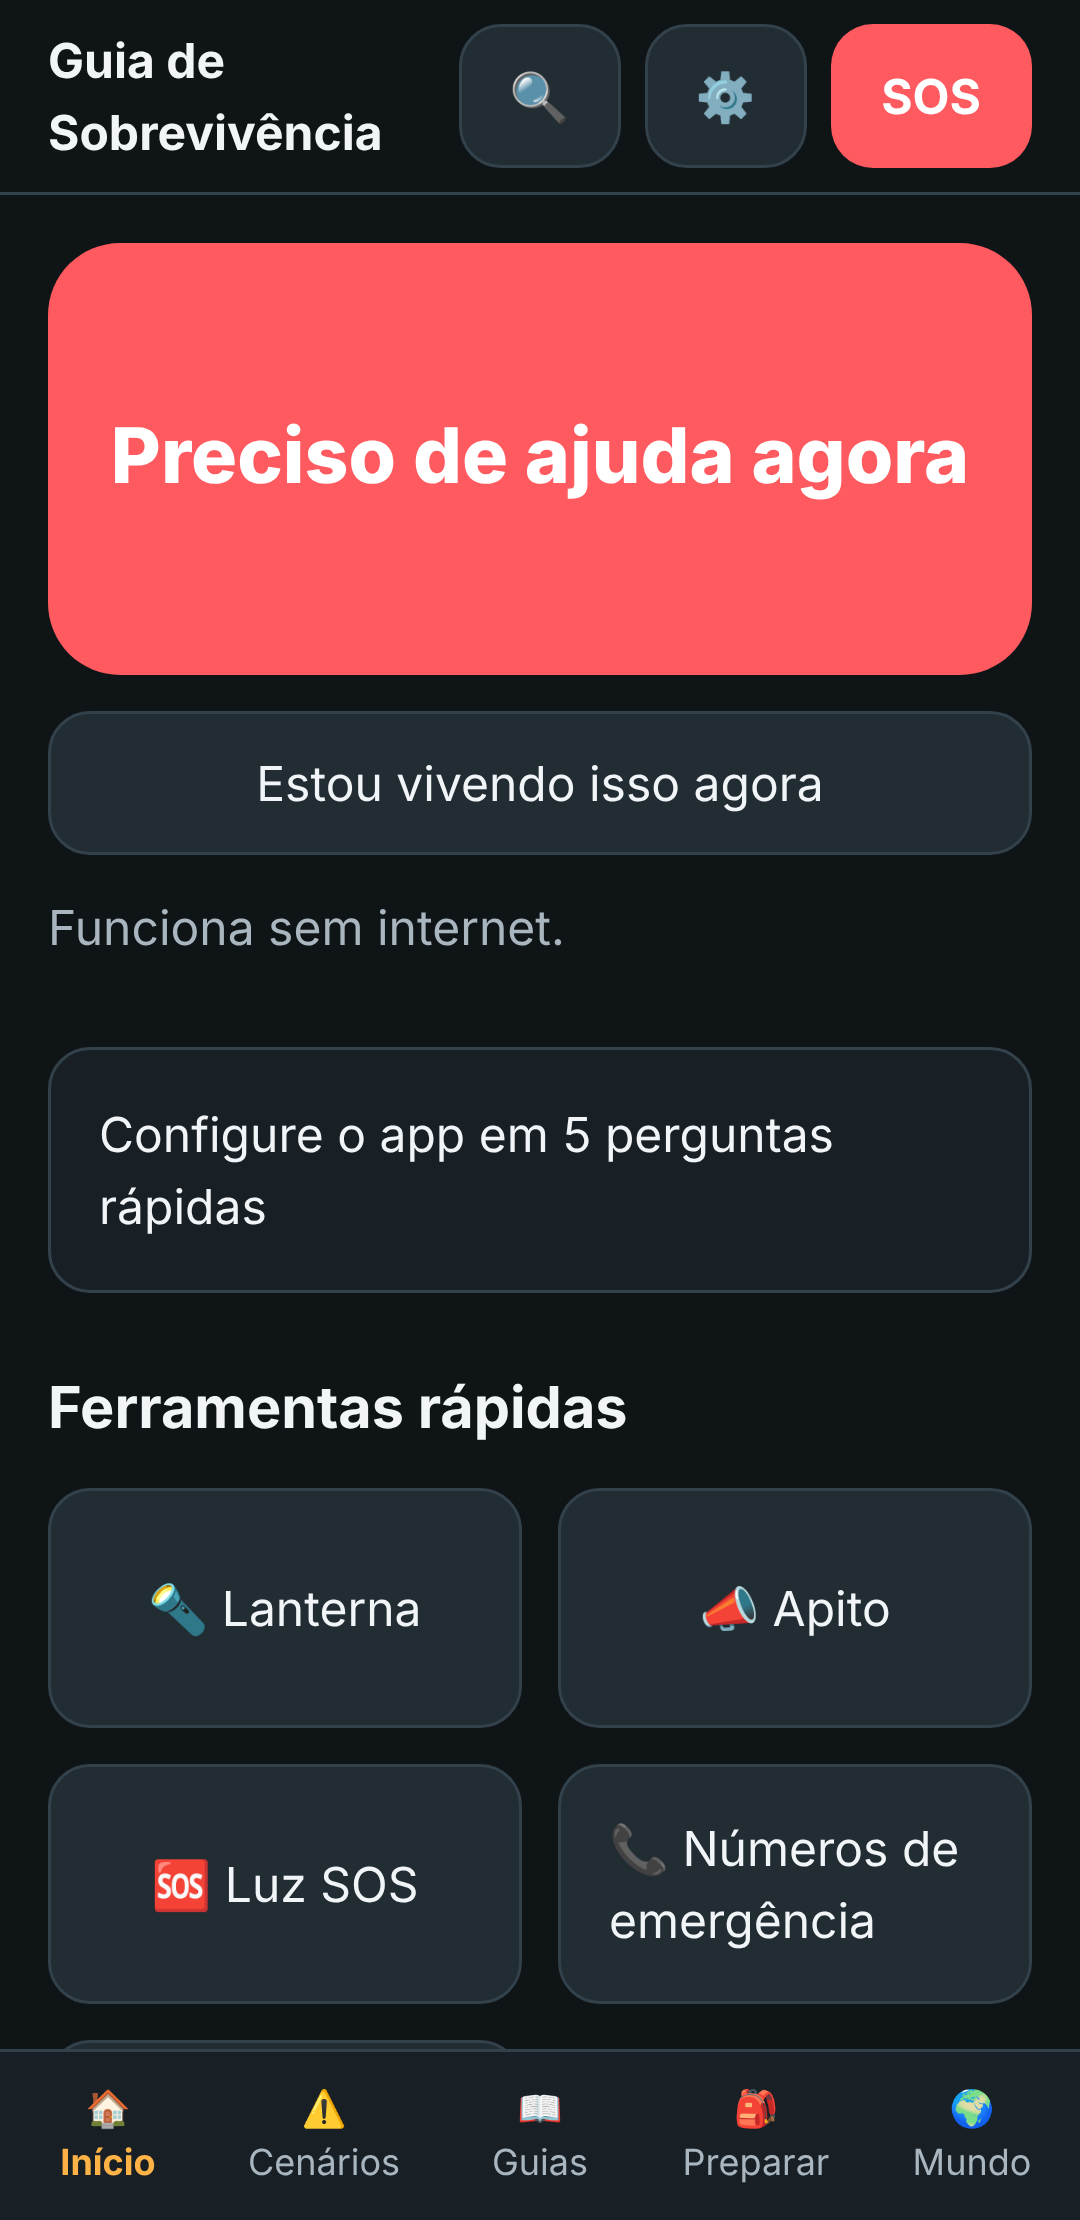 Guia de
Sobrevivência
SOS
Preciso de ajuda agora
Estou vivendo isso agora
Funciona sem internet.
Configure o app em 5 perguntas
rápidas
Ferramentas rápidas
Lanterna
Apito
SOS Luz SOS
Números de
emergência
Início
Cenários
Guias
Preparar
Mundo